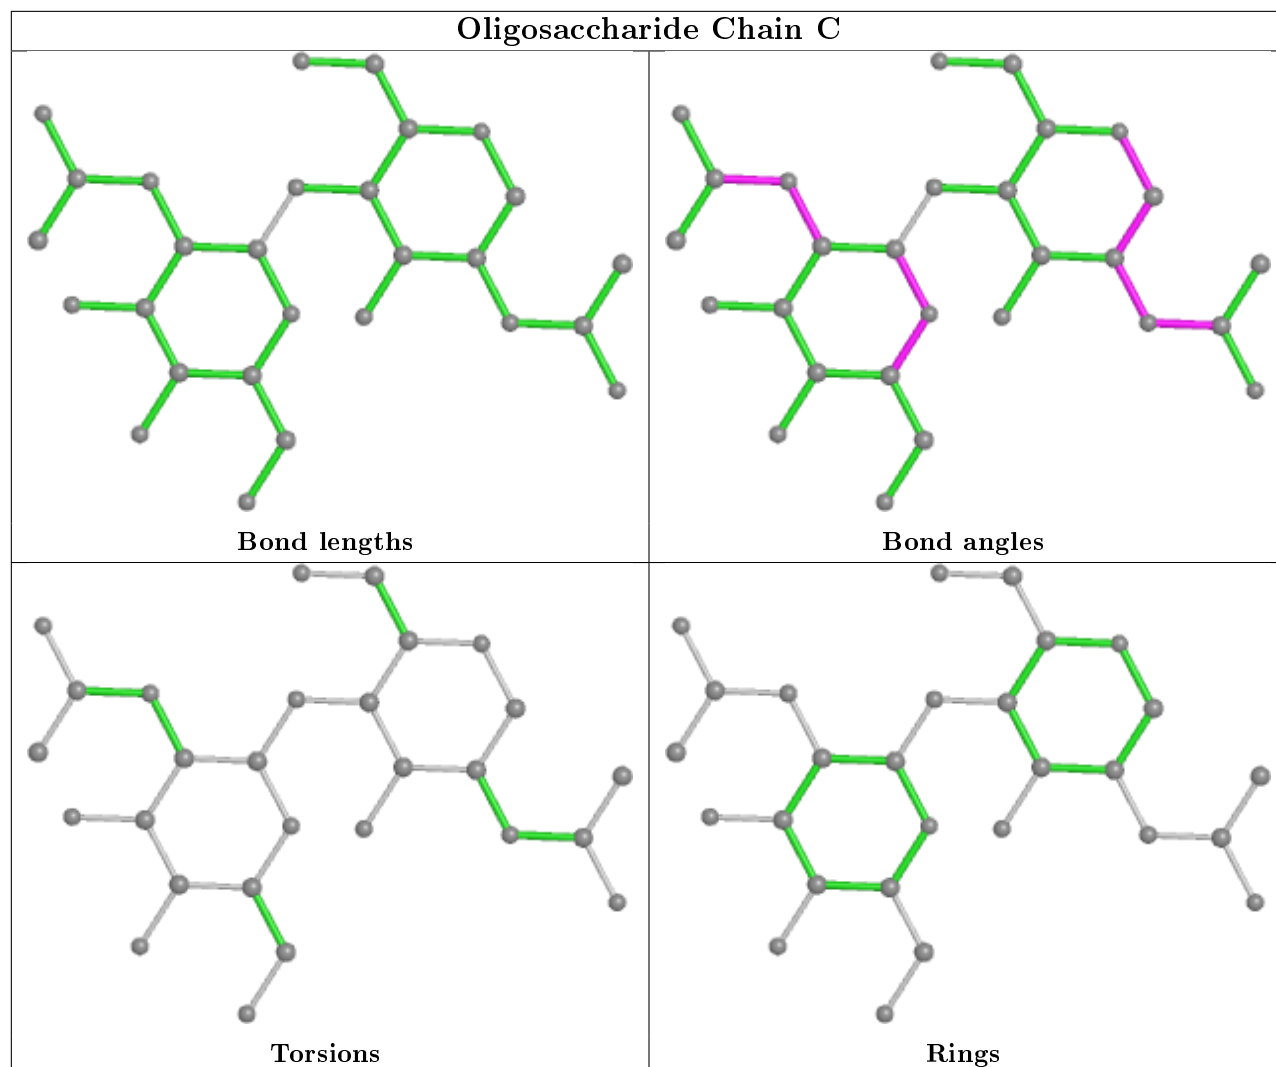 Oligosaccharide Chain C
Bond lengths
Bond angles
Torsions
Rings